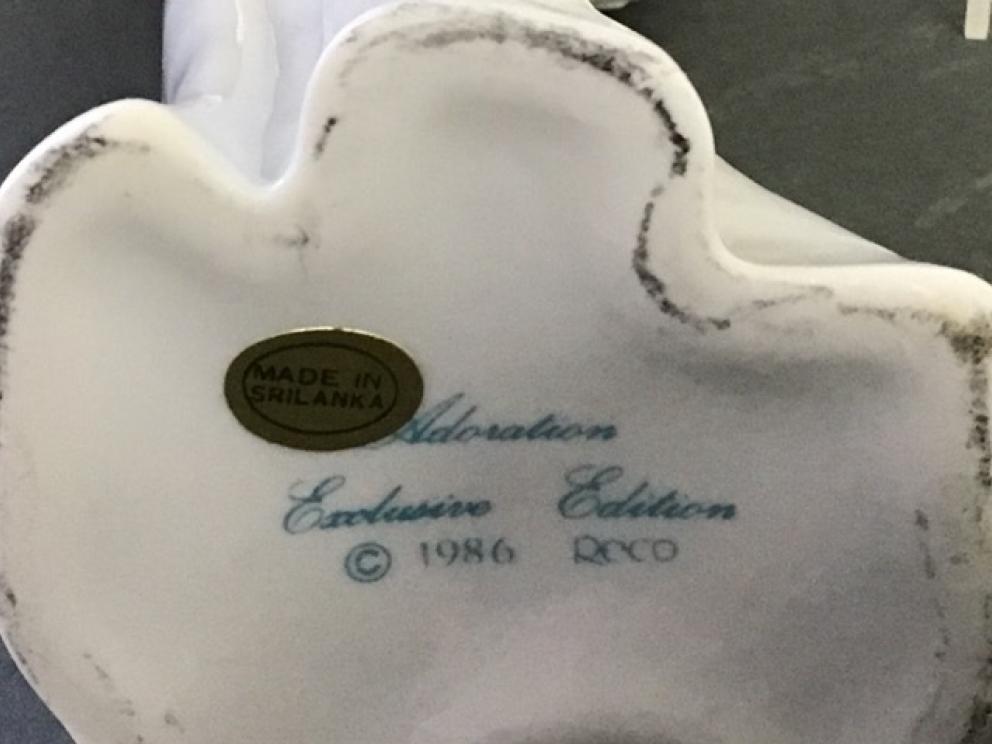 MADE IN
SRILANKA
Adoration
Exclusive Edition
© 1986 Reco